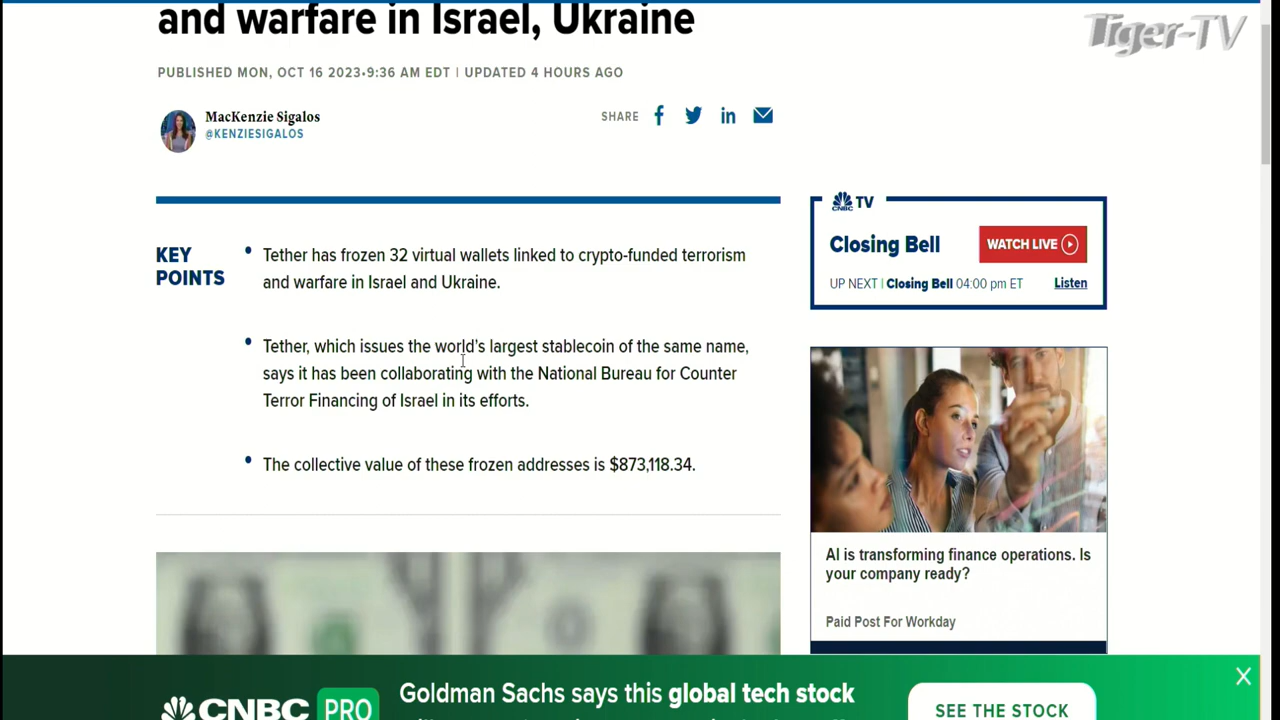 and warfare in Israel, Ukraine
Tiger-TV
PUBLISHED MON, OCT 16 2023•9:36 AM EDT | UPDATED 4 HOURS AGO
MacKenzie Sigalos
@KENZIESIGALOS
SHARE
KEY
POINTS
• Tether has frozen 32 virtual wallets linked to crypto-funded terrorism
and warfare in Israel and Ukraine.
• Tether, which issues the world's largest stablecoin of the same name,
says it has been collaborating with the National Bureau for Counter
Terror Financing of Israel in its efforts.
• The collective value of these frozen addresses is $873,118.34.
CNBC TV
Closing Bell
WATCH LIVE
UP NEXT | Closing Bell 04:00 pm ET
Listen
AI is transforming finance operations. Is
your company ready?
Paid Post For Workday
CNBC PRO
Goldman Sachs says this global tech stock
SEE THE STOCK